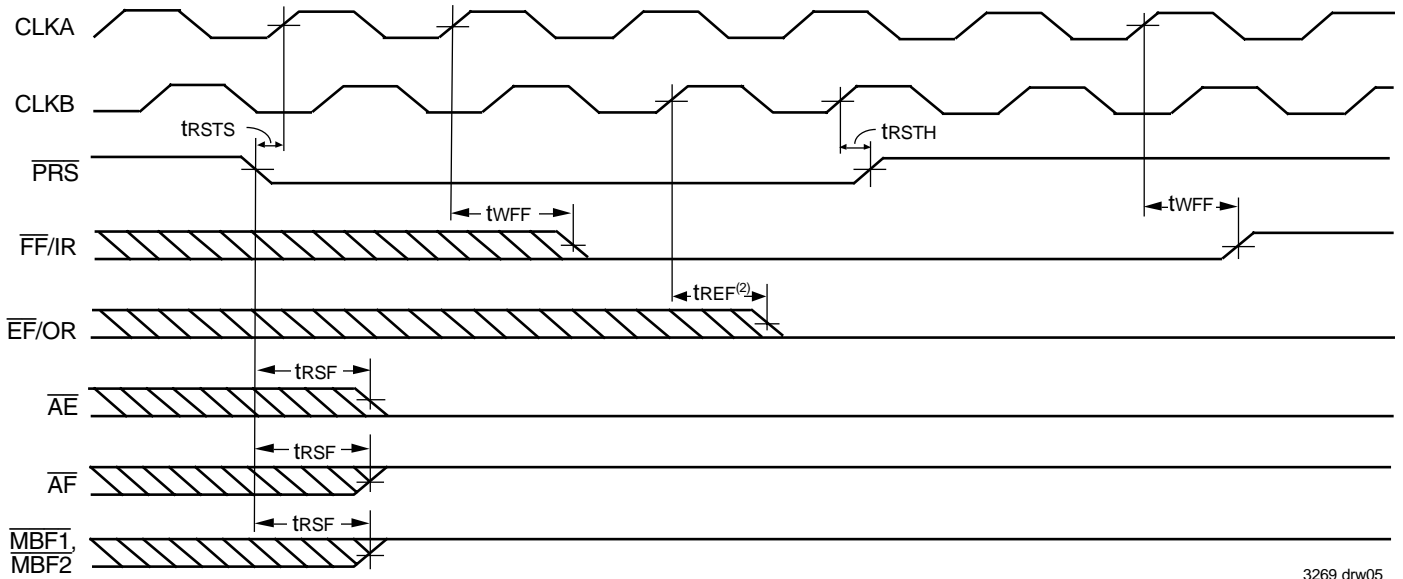 CLKA
CLKB
tRSTS
tRSTH
PRS
tWFF
tWFF
FF/IR
tREF(2)
EF/OR
tRSF
AE
tRSF
AF
tRSF
MBF1,
MBF2
3269 drw05